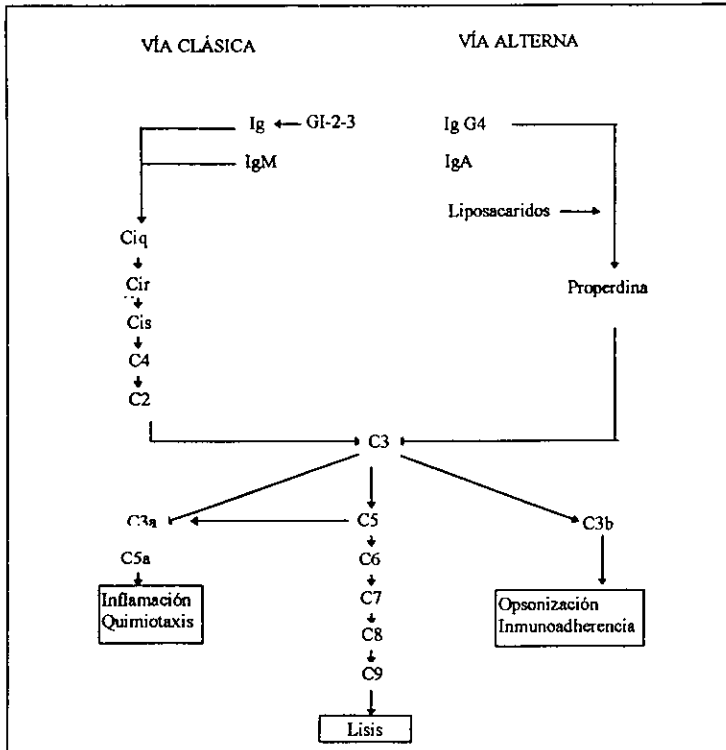 VÍA CLÁSICA
VÍA ALTERNA
Ig
GI-2-3
IgM
Ig G4
IgA
Liposacaridos
Properdina
Ciq
Cir
Cis
C4
C2
C3
C3a
C5
C3b
C5a
C6
C7
C8
C9
Inflamación
Quimiotaxis
Opsonización
Inmunoadherencia
Lisis